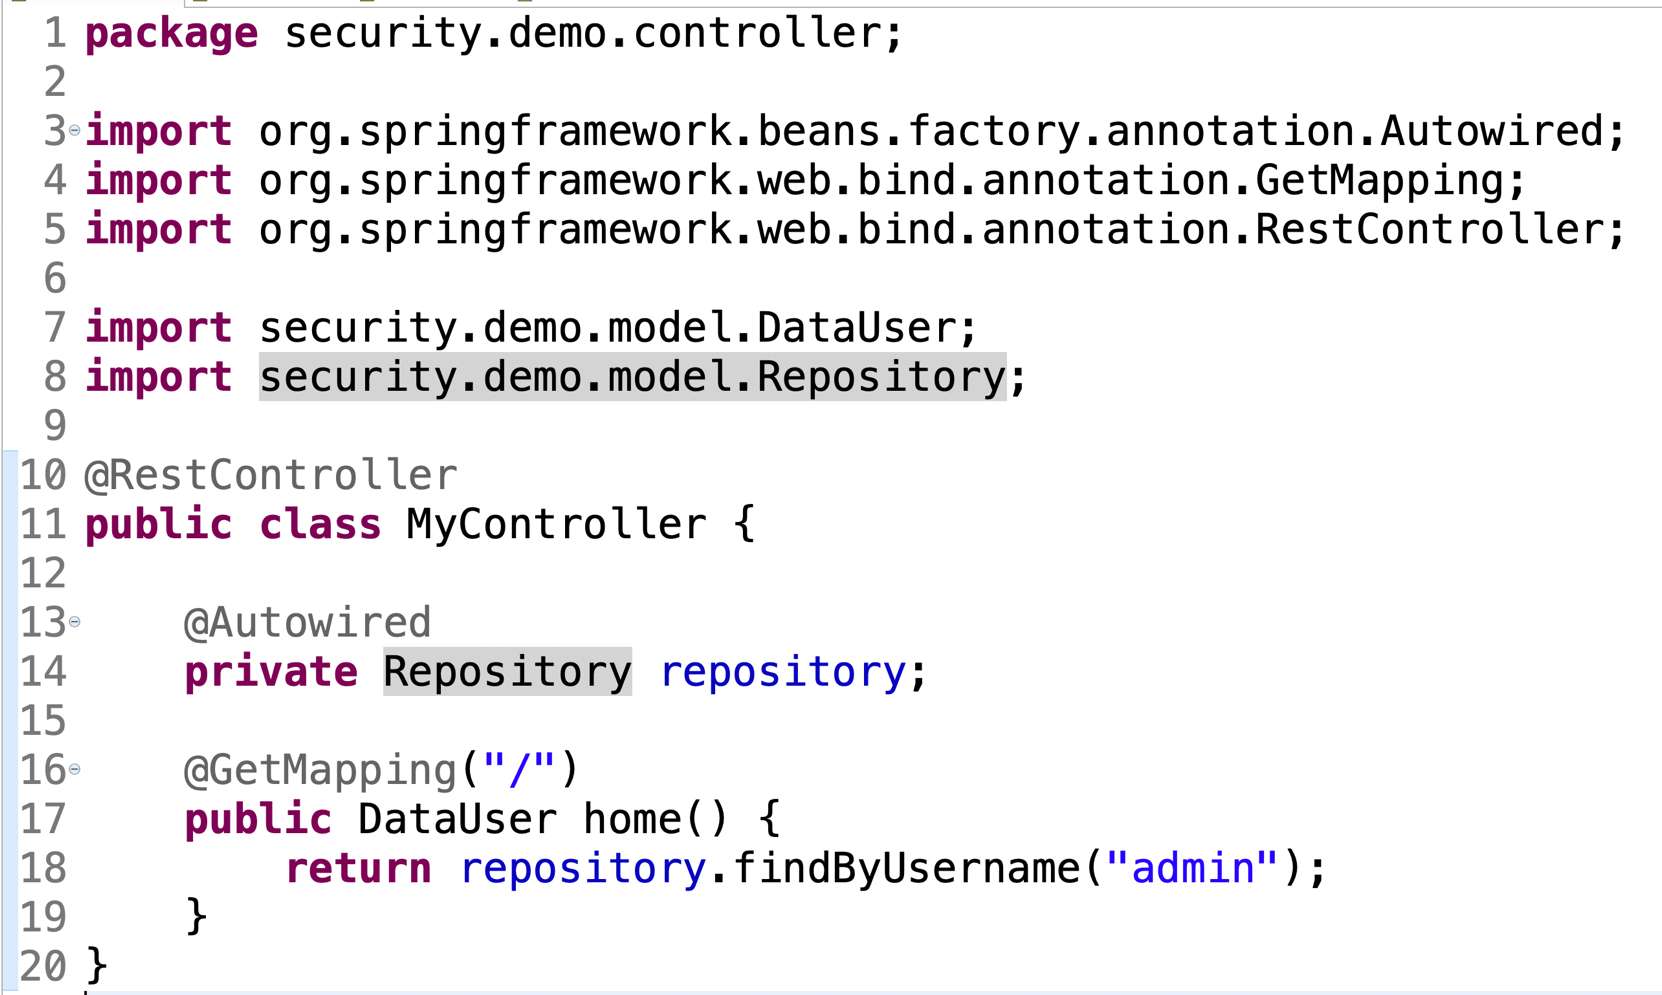 1 package security.demo.controller;
2
3 import org.springframework.beans.factory.annotation.Autowired;
4 import org.springframework.web.bind.annotation.GetMapping;
5 import org.springframework.web.bind.annotation.RestController;
6
7 import security.demo.model.DataUser;
8 import security.demo.model.Repository;
9
10 @RestController
11 public class MyController {
12
13     @Autowired
14     private Repository repository;
15
16     @GetMapping("/")
17     public DataUser home() {
18         return repository.findByUsername("admin");
19     }
20 }